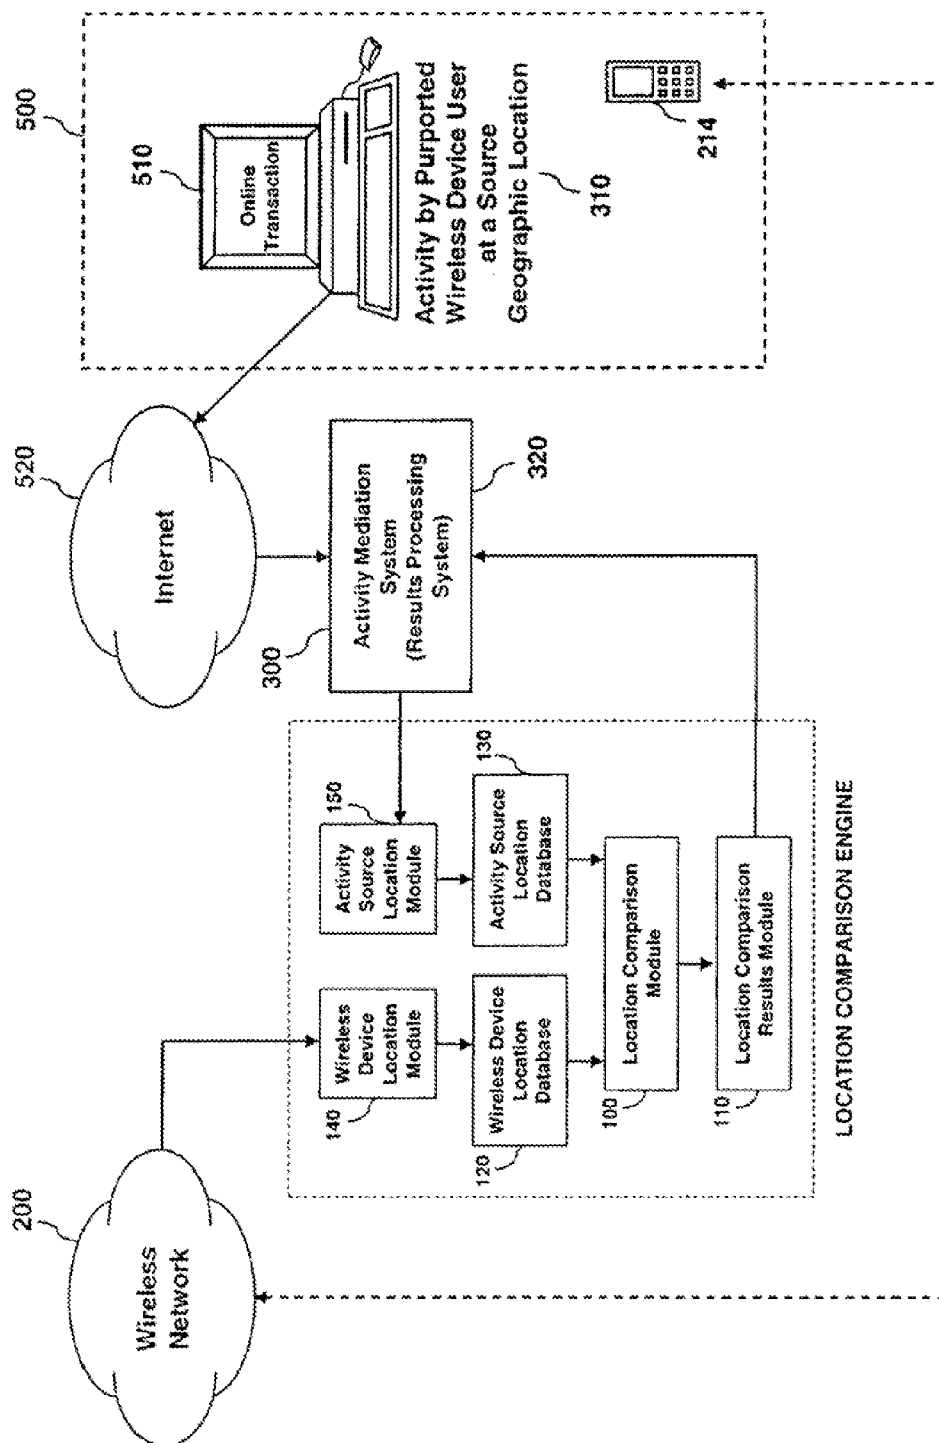 200
Wireless
Network
520
Internet
500
510
Online
Transaction
Activity by Purported
Wireless Device User
at a Source
Geographic Location
310
214
300
Activity Mediation
System
(Results Processing
System)
320
Wireless
Device
Location
Module
140
150
Activity
Source
Location
Module
Wireless Device
Location
Database
120
130
Activity Source
Location
Database
Location Comparison
Module
100
Location Comparison
Results Module
110
LOCATION COMPARISON ENGINE